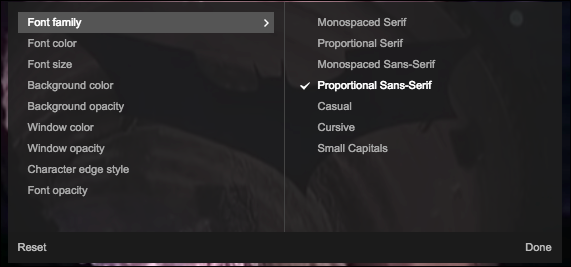 Font family
Font color
Font size
Background color
Background opacity
Window color
Window opacity
Character edge style
Font opacity
Monospaced Serif
Proportional Serif
Monospaced Sans-Serif
Proportional Sans-Serif
Casual
Cursive
Small Capitals
Reset
Done